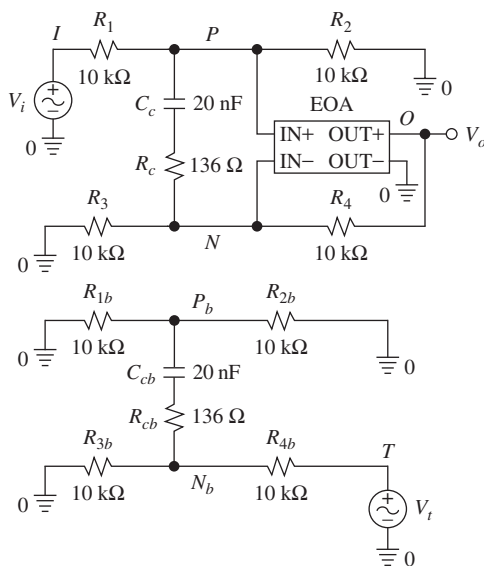 I R₁ P R₂
10 kΩ 10 kΩ 0
Vᵢ C꜀ 20 nF EOA
0 IN+ OUT+ O Vₒ
IN− OUT−
R꜀ 136 Ω 0
R₃ R₄
0 10 kΩ N 10 kΩ
R₁b Pb R₂b
0 10 kΩ 10 kΩ 0
Ccb 20 nF
Rcb 136 Ω
R₃b R₄b T
0 10 kΩ Nb 10 kΩ
Vₜ
0